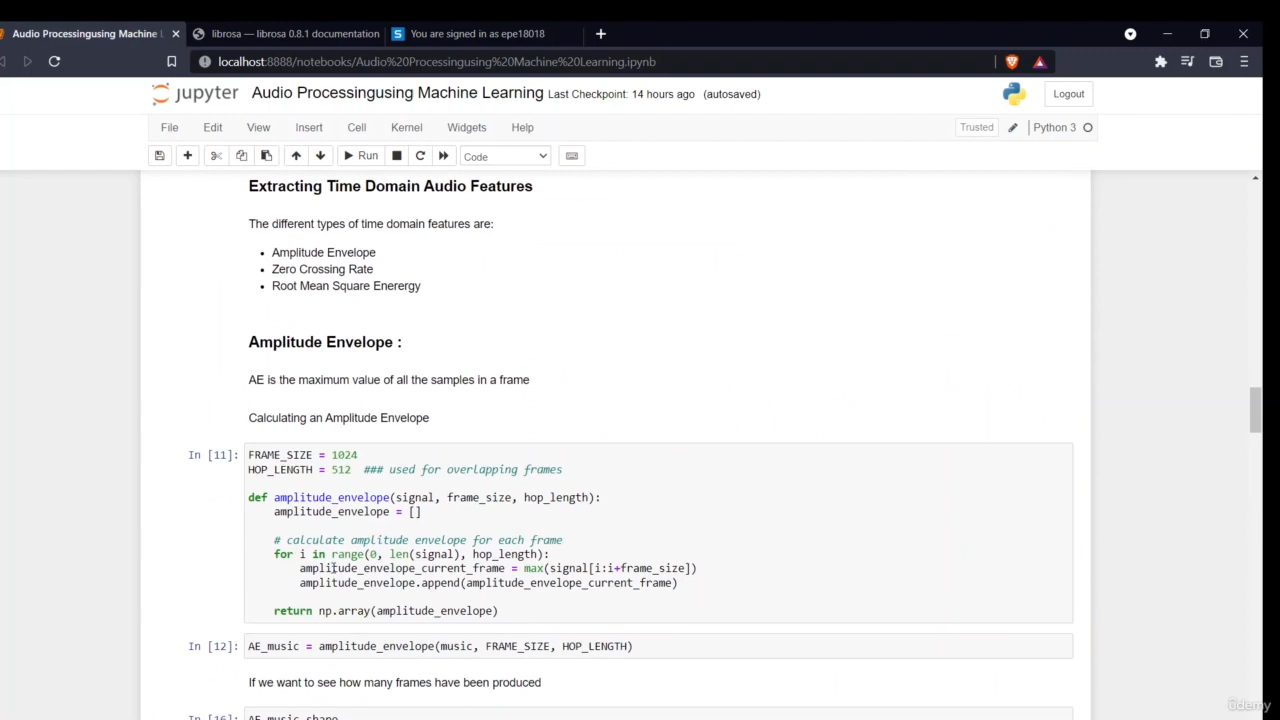 Audio Processingusing Machine L
librosa — librosa 0.8.1 documentation
You are signed in as epe18018
localhost:8888/notebooks/Audio%20Processingusing%20Machine%20Learning.ipynb
jupyter Audio Processingusing Machine Learning Last Checkpoint: 14 hours ago (autosaved)
Logout
File Edit View Insert Cell Kernel Widgets Help
Trusted Python 3
Run Code
Extracting Time Domain Audio Features
The different types of time domain features are:
• Amplitude Envelope
• Zero Crossing Rate
• Root Mean Square Enerergy
Amplitude Envelope :
AE is the maximum value of all the samples in a frame
Calculating an Amplitude Envelope
In [11]: FRAME_SIZE = 1024
HOP_LENGTH = 512 ### used for overlapping frames
def amplitude_envelope(signal, frame_size, hop_length):
amplitude_envelope = []
# calculate amplitude envelope for each frame
for i in range(0, len(signal), hop_length):
amplitude_envelope_current_frame = max(signal[i:i+frame_size])
amplitude_envelope.append(amplitude_envelope_current_frame)
return np.array(amplitude_envelope)
In [12]: AE_music = amplitude_envelope(music, FRAME_SIZE, HOP_LENGTH)
If we want to see how many frames have been produced
In [16]: AE_music.shape
ûdemy